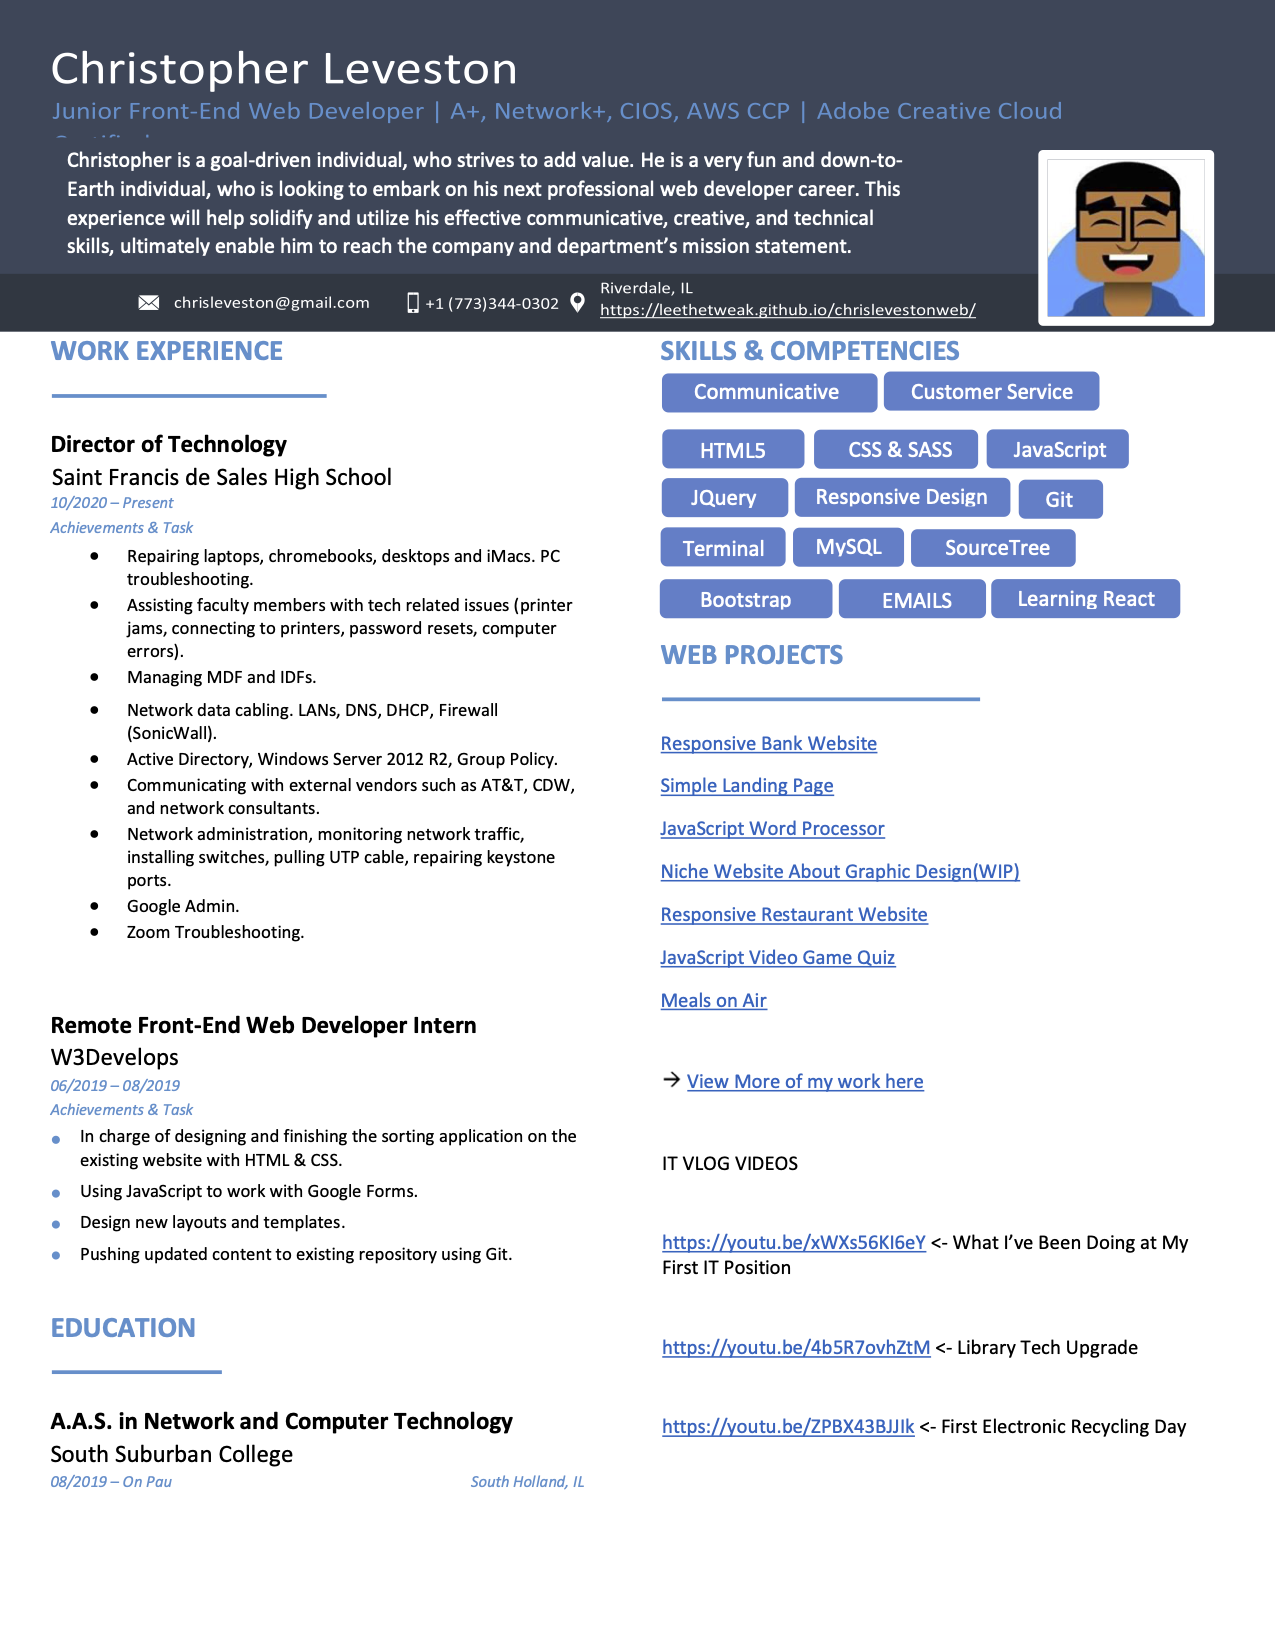 Christopher Leveston
Junior Front-End Web Developer | A+, Network+, CIOS, AWS CCP | Adobe Creative Cloud
Christopher is a goal-driven individual, who strives to add value. He is a very fun and down-to-
Earth individual, who is looking to embark on his next professional web developer career. This
experience will help solidify and utilize his effective communicative, creative, and technical
skills, ultimately enable him to reach the company and department's mission statement.
chrisleveston@gmail.com
+1 (773)344-0302
Riverdale, IL
https://leethetweak.github.io/chrislevestonweb/
WORK EXPERIENCE
Director of Technology
Saint Francis de Sales High School
10/2020 – Present
Achievements & Task
● Repairing laptops, chromebooks, desktops and iMacs. PC
troubleshooting.
● Assisting faculty members with tech related issues (printer
jams, connecting to printers, password resets, computer
errors).
● Managing MDF and IDFs.
● Network data cabling. LANs, DNS, DHCP, Firewall
(SonicWall).
● Active Directory, Windows Server 2012 R2, Group Policy.
● Communicating with external vendors such as AT&T, CDW,
and network consultants.
● Network administration, monitoring network traffic,
installing switches, pulling UTP cable, repairing keystone
ports.
● Google Admin.
● Zoom Troubleshooting.
Remote Front-End Web Developer Intern
W3Develops
06/2019 – 08/2019
Achievements & Task
● In charge of designing and finishing the sorting application on the
existing website with HTML & CSS.
● Using JavaScript to work with Google Forms.
● Design new layouts and templates.
● Pushing updated content to existing repository using Git.
EDUCATION
A.A.S. in Network and Computer Technology
South Suburban College
08/2019 – On Pau South Holland, IL
SKILLS & COMPETENCIES
Communicative Customer Service
HTML5 CSS & SASS JavaScript
JQuery Responsive Design Git
Terminal MySQL SourceTree
Bootstrap EMAILS Learning React
WEB PROJECTS
Responsive Bank Website
Simple Landing Page
JavaScript Word Processor
Niche Website About Graphic Design(WIP)
Responsive Restaurant Website
JavaScript Video Game Quiz
Meals on Air
→ View More of my work here
IT VLOG VIDEOS
https://youtu.be/xWXs56KI6eY <- What I've Been Doing at My
First IT Position
https://youtu.be/4b5R7ovhZtM <- Library Tech Upgrade
https://youtu.be/ZPBX43BJJIk <- First Electronic Recycling Day